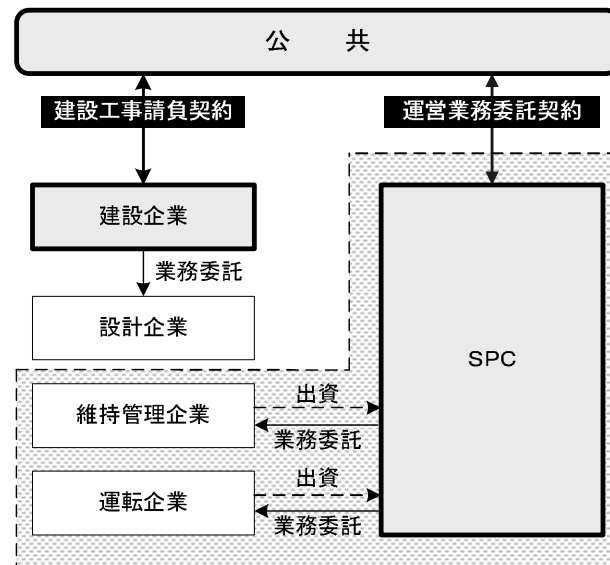 公　　共
建設工事請負契約
運営業務委託契約
建設企業
業務委託
設計企業
SPC
維持管理企業
出資
業務委託
運転企業
出資
業務委託